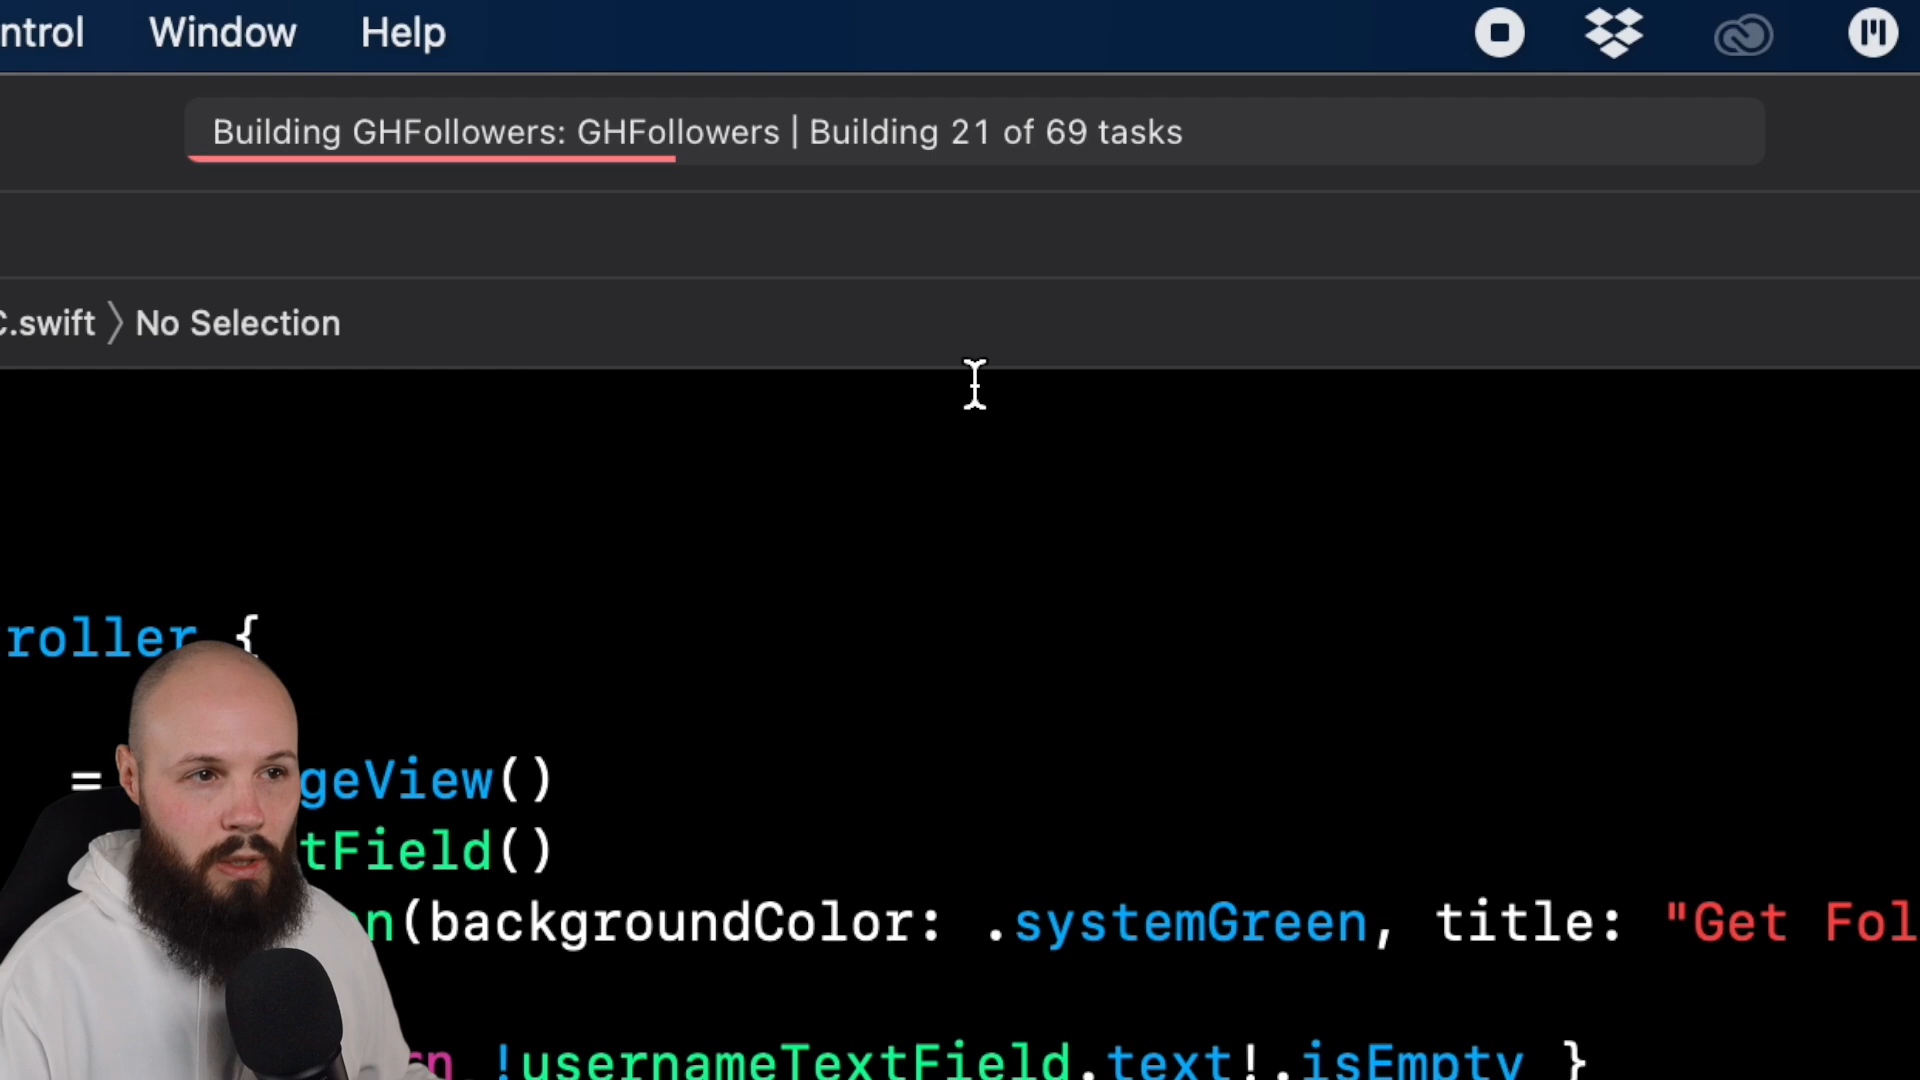 ntrol Window Help
Building GHFollowers: GHFollowers | Building 21 of 69 tasks
C.swift 〉 No Selection
roller {
= geView()
tField()
n(backgroundColor: .systemGreen, title: "Get Fol
rn !usernameTextField.text!.isEmpty }